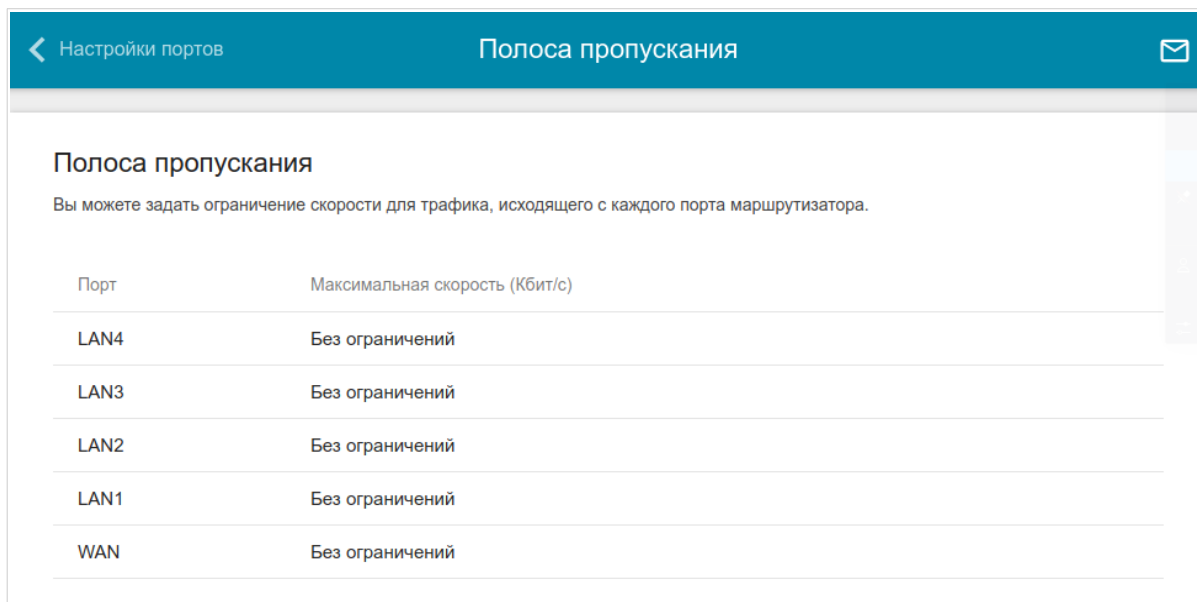 Настройки портов
Полоса пропускания
Полоса пропускания
Вы можете задать ограничение скорости для трафика, исходящего с каждого порта маршрутизатора.
Порт Максимальная скорость (Кбит/с)
LAN4 Без ограничений
LAN3 Без ограничений
LAN2 Без ограничений
LAN1 Без ограничений
WAN Без ограничений